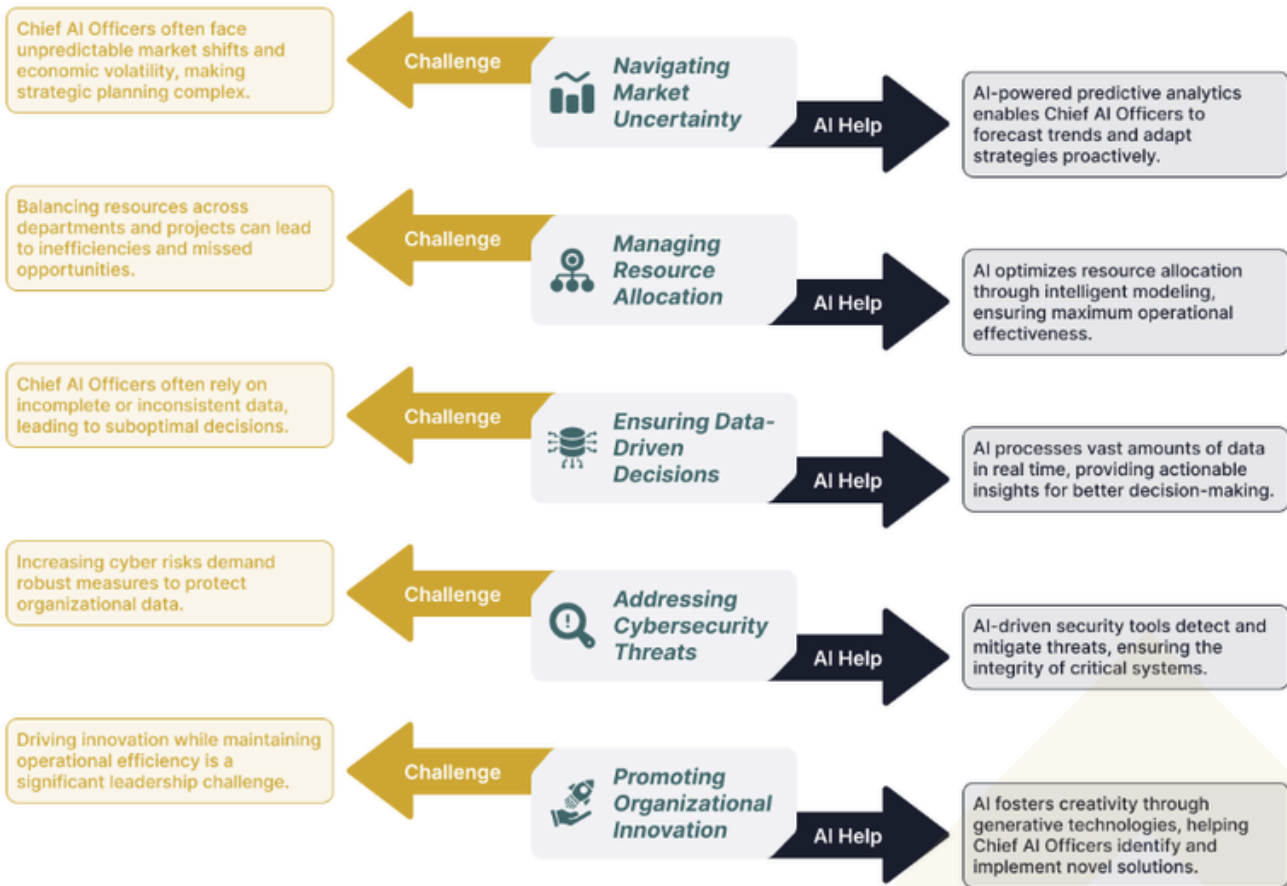 Chief AI Officers often face
unpredictable market shifts and
economic volatility, making
strategic planning complex.
Challenge
Navigating
Market
Uncertainty
AI Help
AI-powered predictive analytics
enables Chief AI Officers to
forecast trends and adapt
strategies proactively.
Balancing resources across
departments and projects can lead
to inefficiencies and missed
opportunities.
Challenge
Managing
Resource
Allocation
AI Help
AI optimizes resource allocation
through intelligent modeling,
ensuring maximum operational
effectiveness.
Chief AI Officers often rely on
incomplete or inconsistent data,
leading to suboptimal decisions.
Challenge
Ensuring Data-
Driven
Decisions
AI Help
AI processes vast amounts of data
in real time, providing actionable
insights for better decision-making.
Increasing cyber risks demand
robust measures to protect
organizational data.
Challenge
Addressing
Cybersecurity
Threats
AI Help
AI-driven security tools detect and
mitigate threats, ensuring the
integrity of critical systems.
Driving innovation while maintaining
operational efficiency is a
significant leadership challenge.
Challenge
Promoting
Organizational
Innovation
AI Help
AI fosters creativity through
generative technologies, helping
Chief AI Officers identify and
implement novel solutions.